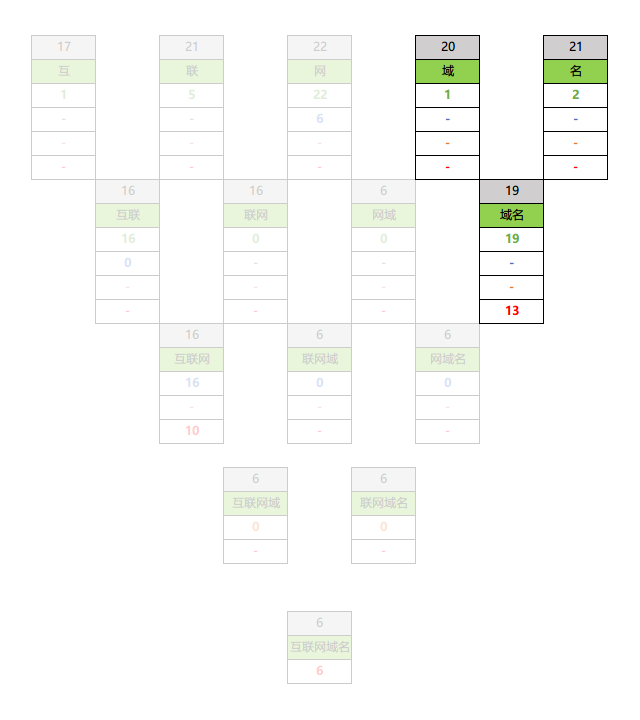 17 21 22 20 21
互 联 网 域 名
1 5 22 1 2
- - 6 - -
- - - - -
- - - - -
16 16 6 19
互联 联网 网域 域名
16 0 0 19
0 - - -
- - - -
- - - 13
16 6 6
互联网 联网域 网域名
16 0 0
- - -
10 - -
6 6
互联网域 联网域名
0 0
- -
6
互联网域名
6